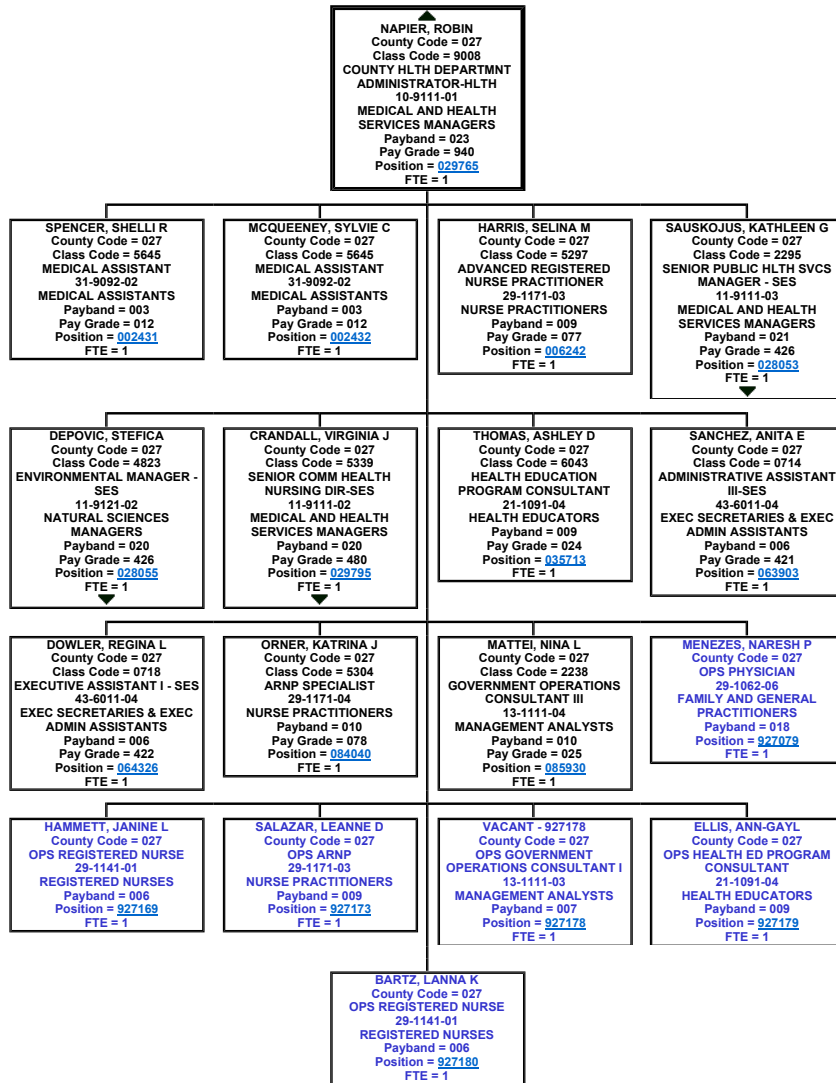 NAPIER, ROBIN
County Code = 027
Class Code = 9008
COUNTY HLTH DEPARTMNT
ADMINISTRATOR-HLTH
10-9111-01
MEDICAL AND HEALTH
SERVICES MANAGERS
Payband = 023
Pay Grade = 940
Position = 029765
FTE = 1
SPENCER, SHELLI R
County Code = 027
Class Code = 5645
MEDICAL ASSISTANT
31-9092-02
MEDICAL ASSISTANTS
Payband = 003
Pay Grade = 012
Position = 002431
FTE = 1
MCQUEENEY, SYLVIE C
County Code = 027
Class Code = 5645
MEDICAL ASSISTANT
31-9092-02
MEDICAL ASSISTANTS
Payband = 003
Pay Grade = 012
Position = 002432
FTE = 1
HARRIS, SELINA M
County Code = 027
Class Code = 5297
ADVANCED REGISTERED
NURSE PRACTITIONER
29-1171-03
NURSE PRACTITIONERS
Payband = 009
Pay Grade = 077
Position = 006242
FTE = 1
SAUSKOJUS, KATHLEEN G
County Code = 027
Class Code = 2295
SENIOR PUBLIC HLTH SVCS
MANAGER - SES
11-9111-03
MEDICAL AND HEALTH
SERVICES MANAGERS
Payband = 021
Pay Grade = 426
Position = 028053
FTE = 1
DEPOVIC, STEFICA
County Code = 027
Class Code = 4823
ENVIRONMENTAL MANAGER -
SES
11-9121-02
NATURAL SCIENCES
MANAGERS
Payband = 020
Pay Grade = 426
Position = 028055
FTE = 1
CRANDALL, VIRGINIA J
County Code = 027
Class Code = 5339
SENIOR COMM HEALTH
NURSING DIR-SES
11-9111-02
MEDICAL AND HEALTH
SERVICES MANAGERS
Payband = 020
Pay Grade = 480
Position = 029795
FTE = 1
THOMAS, ASHLEY D
County Code = 027
Class Code = 6043
HEALTH EDUCATION
PROGRAM CONSULTANT
21-1091-04
HEALTH EDUCATORS
Payband = 009
Pay Grade = 024
Position = 035713
FTE = 1
SANCHEZ, ANITA E
County Code = 027
Class Code = 0714
ADMINISTRATIVE ASSISTANT
III-SES
43-6011-04
EXEC SECRETARIES & EXEC
ADMIN ASSISTANTS
Payband = 006
Pay Grade = 421
Position = 063903
FTE = 1
DOWLER, REGINA L
County Code = 027
Class Code = 0718
EXECUTIVE ASSISTANT I - SES
43-6011-04
EXEC SECRETARIES & EXEC
ADMIN ASSISTANTS
Payband = 006
Pay Grade = 422
Position = 064326
FTE = 1
ORNER, KATRINA J
County Code = 027
Class Code = 5304
ARNP SPECIALIST
29-1171-04
NURSE PRACTITIONERS
Payband = 010
Pay Grade = 078
Position = 084040
FTE = 1
MATTEI, NINA L
County Code = 027
Class Code = 2238
GOVERNMENT OPERATIONS
CONSULTANT III
13-1111-04
MANAGEMENT ANALYSTS
Payband = 010
Pay Grade = 025
Position = 085930
FTE = 1
MENEZES, NARESH P
County Code = 027
OPS PHYSICIAN
29-1062-06
FAMILY AND GENERAL
PRACTITIONERS
Payband = 018
Position = 927079
FTE = 1
HAMMETT, JANINE L
County Code = 027
OPS REGISTERED NURSE
29-1141-01
REGISTERED NURSES
Payband = 006
Position = 927169
FTE = 1
SALAZAR, LEANNE D
County Code = 027
OPS ARNP
29-1171-03
NURSE PRACTITIONERS
Payband = 009
Position = 927173
FTE = 1
VACANT - 927178
County Code = 027
OPS GOVERNMENT
OPERATIONS CONSULTANT I
13-1111-03
MANAGEMENT ANALYSTS
Payband = 007
Position = 927178
FTE = 1
ELLIS, ANN-GAYL
County Code = 027
OPS HEALTH ED PROGRAM
CONSULTANT
21-1091-04
HEALTH EDUCATORS
Payband = 009
Position = 927179
FTE = 1
BARTZ, LANNA K
County Code = 027
OPS REGISTERED NURSE
29-1141-01
REGISTERED NURSES
Payband = 006
Position = 927180
FTE = 1